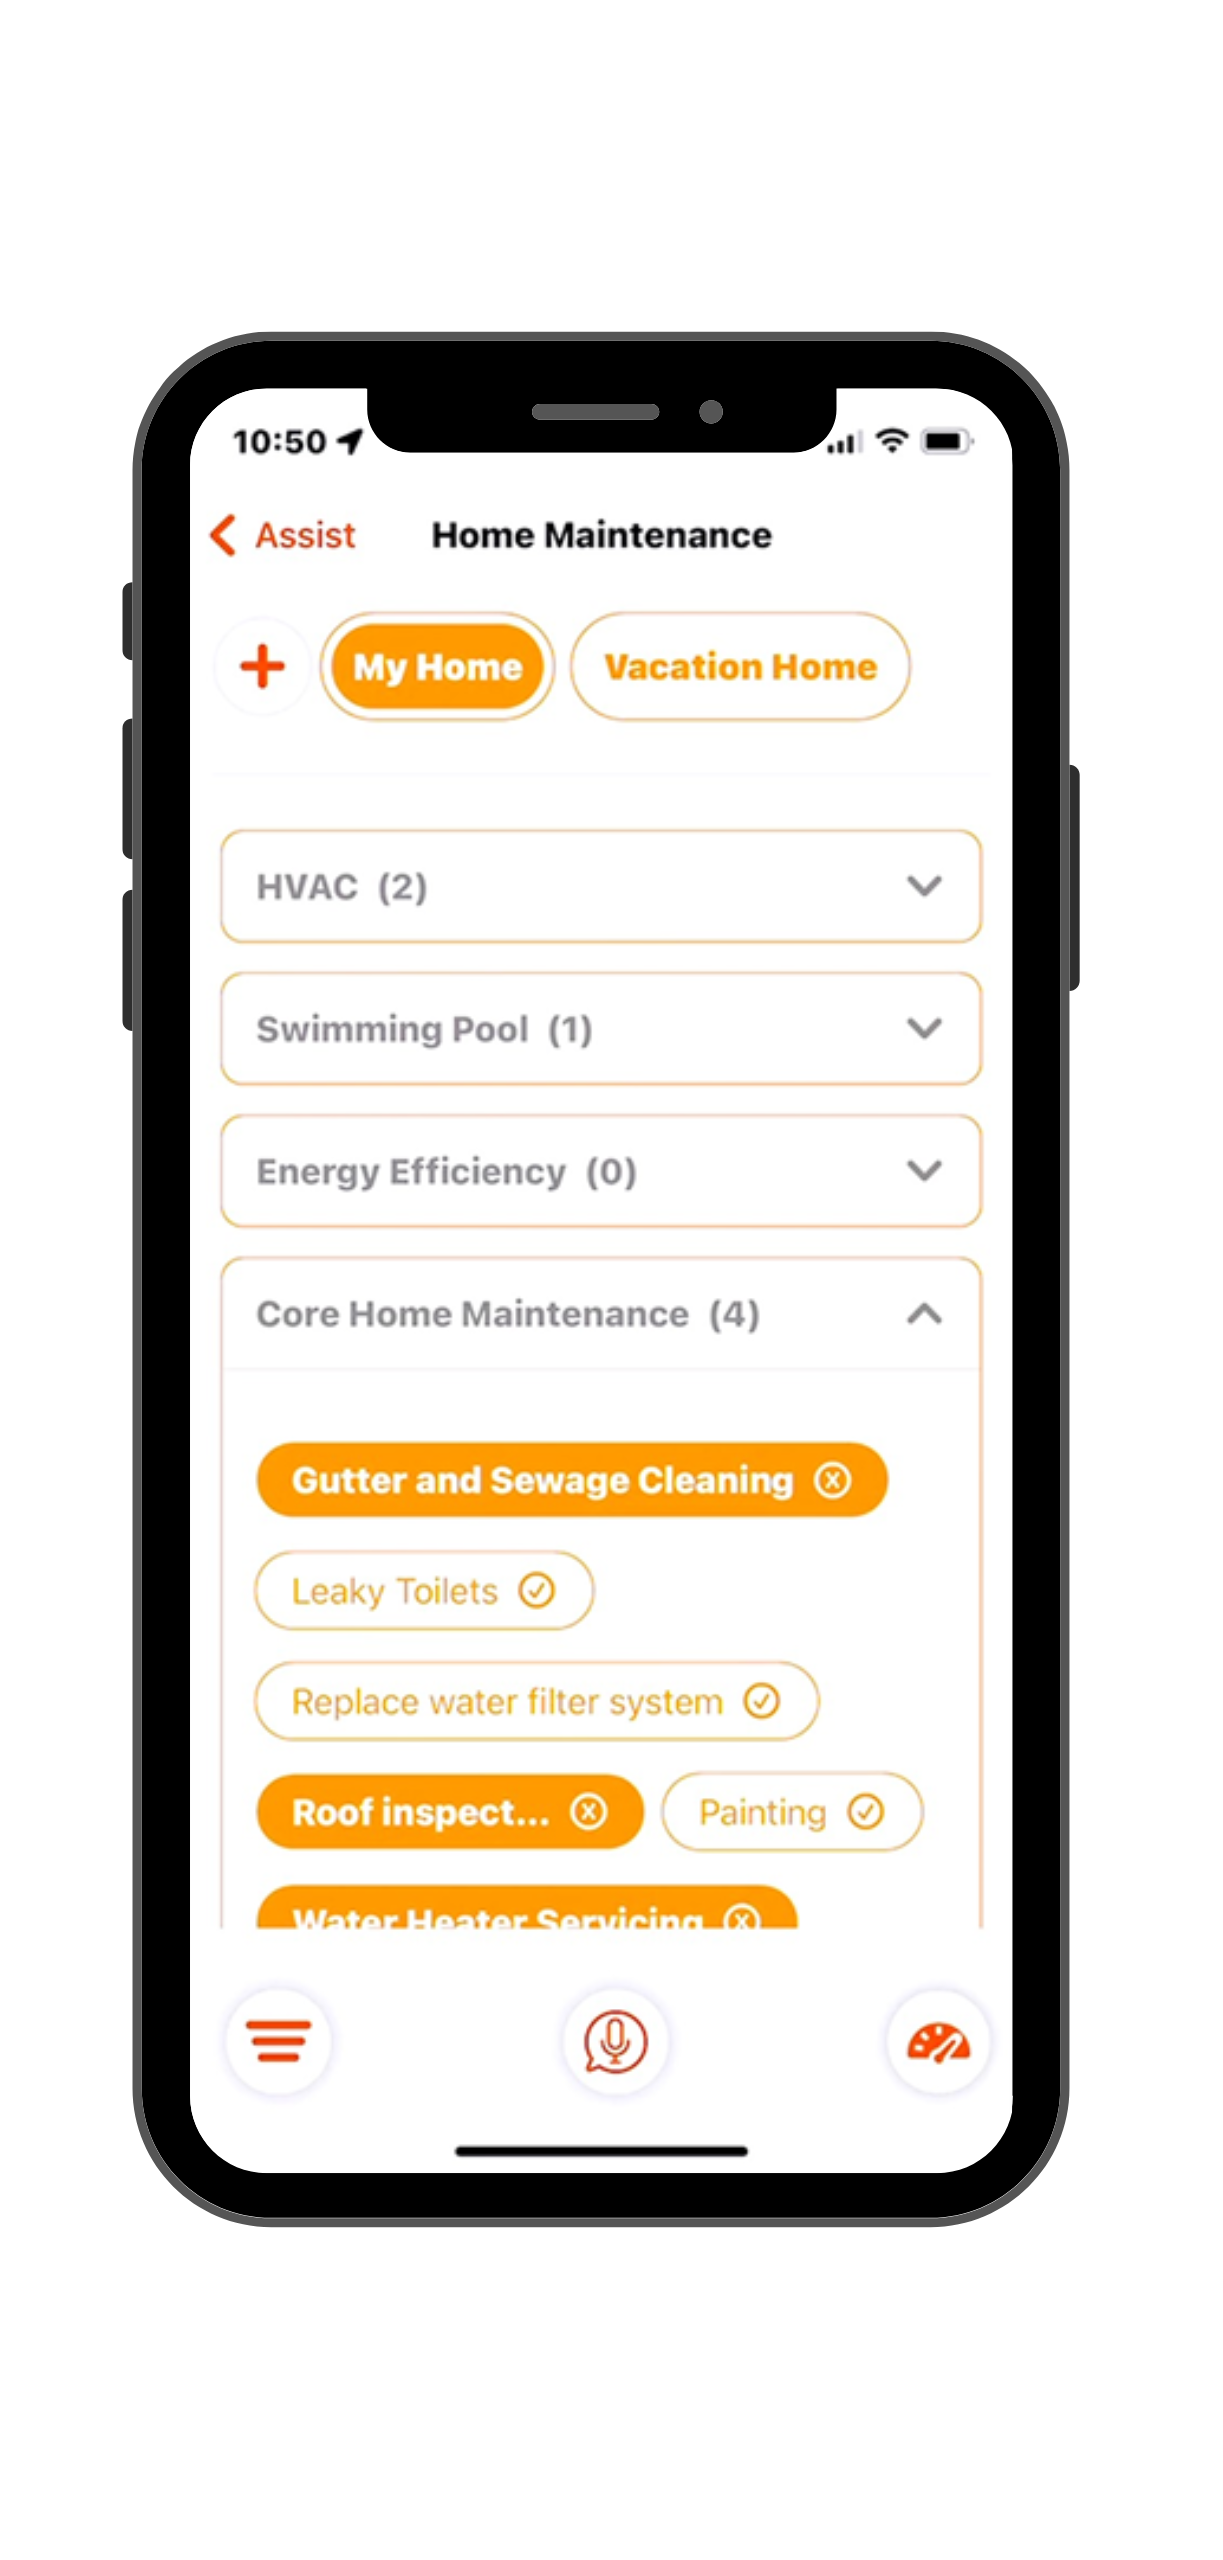 10:50
Assist Home Maintenance
My Home Vacation Home
HVAC (2)
Swimming Pool (1)
Energy Efficiency (0)
Core Home Maintenance (4)
Gutter and Sewage Cleaning
Leaky Toilets
Replace water filter system
Roof inspect...
Painting
Water Heater Servicing